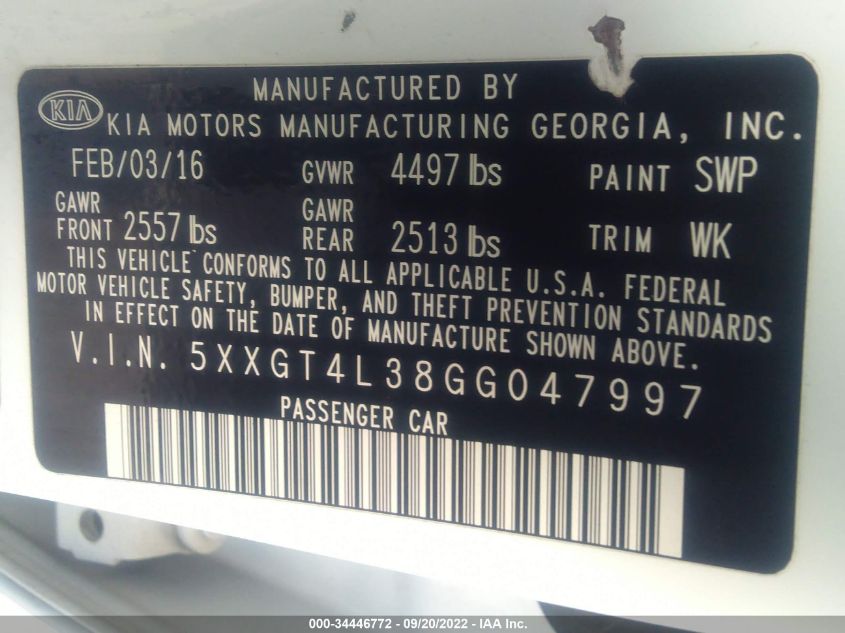 MANUFACTURED BY
KIA KIA MOTORS MANUFACTURING GEORGIA, INC.
FEB/03/16 GVWR 4497 lbs PAINT SWP
GAWR FRONT 2557 lbs GAWR REAR 2513 lbs TRIM WK
THIS VEHICLE CONFORMS TO ALL APPLICABLE U.S.A. FEDERAL
MOTOR VEHICLE SAFETY, BUMPER, AND THEFT PREVENTION STANDARDS
IN EFFECT ON THE DATE OF MANUFACTURE SHOWN ABOVE.
V.I.N. 5XXGT4L38GG047997
PASSENGER CAR
000-34446772 - 09/20/2022 - IAA Inc.